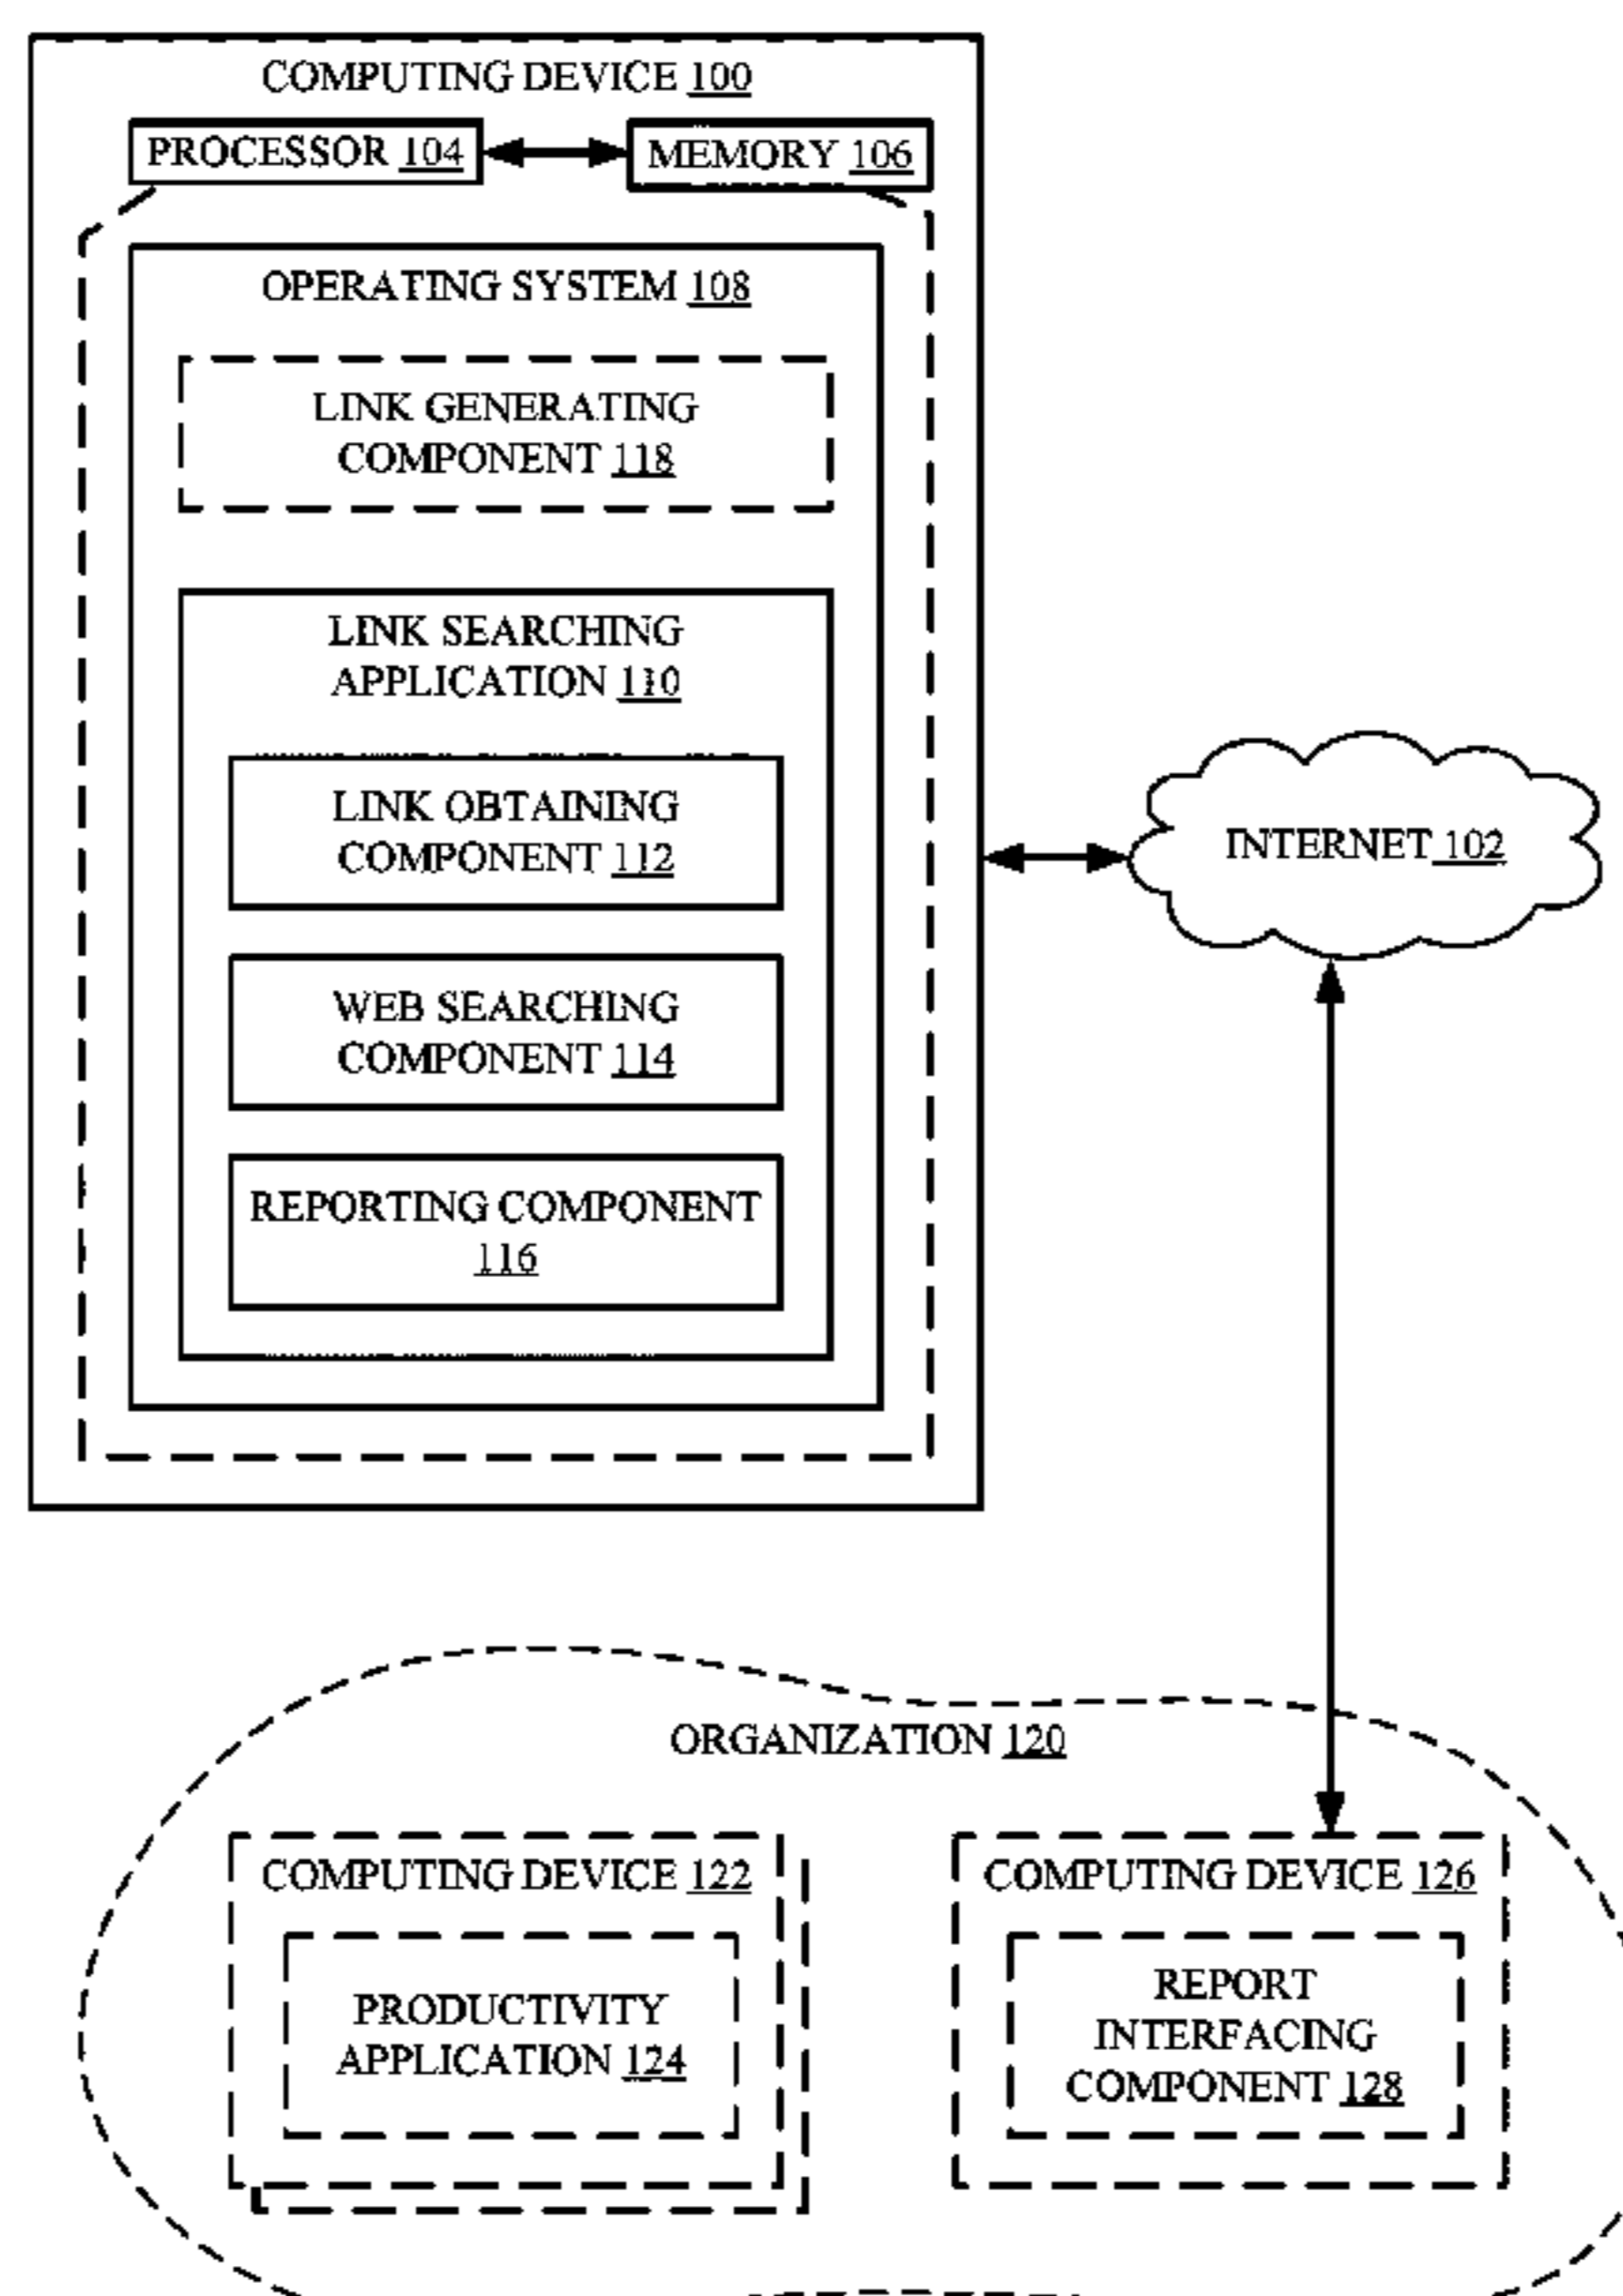 COMPUTING DEVICE 100
PROCESSOR 104
MEMORY 106
OPERATING SYSTEM 108
LINK GENERATING
COMPONENT 118
LINK SEARCHING
APPLICATION 110
LINK OBTAINING
COMPONENT 112
WEB SEARCHING
COMPONENT 114
REPORTING COMPONENT
116
INTERNET 102
ORGANIZATION 120
COMPUTING DEVICE 122
PRODUCTIVITY
APPLICATION 124
COMPUTING DEVICE 126
REPORT
INTERFACING
COMPONENT 128